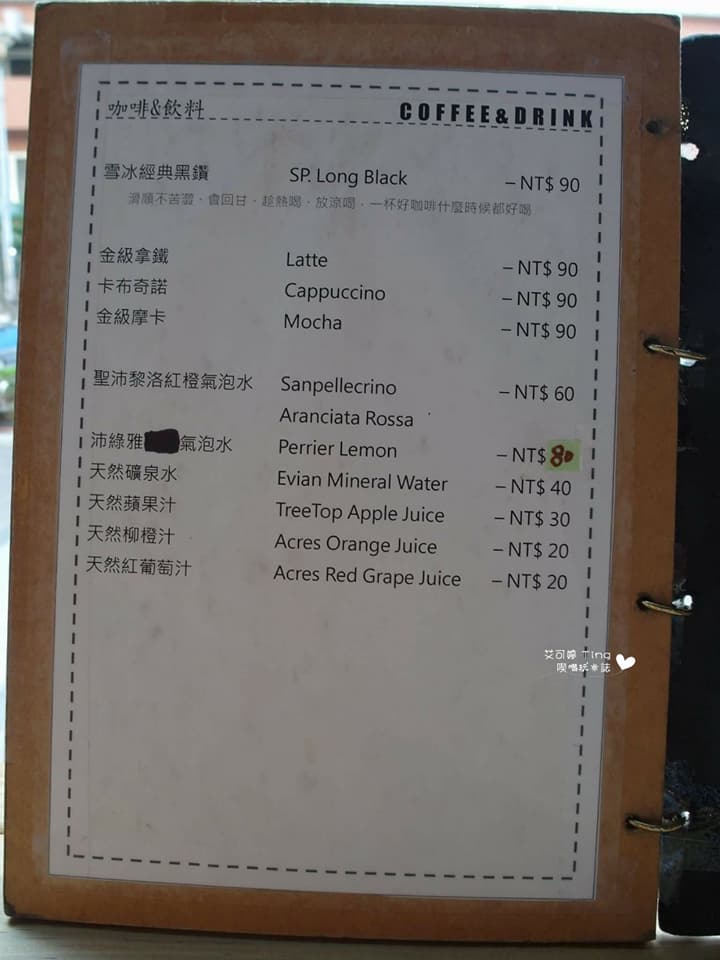 咖啡&飲料 COFFEE&DRINK
雪冰經典黑鑽 SP. Long Black – NT$ 90
滑順不苦澀、會回甘、趁熱喝、放涼喝，一杯好咖啡什麼時候都好喝
金級拿鐵 Latte – NT$ 90
卡布奇諾 Cappuccino – NT$ 90
金級摩卡 Mocha – NT$ 90
聖沛黎洛紅橙氣泡水 Sanpellecrino – NT$ 60
Aranciata Rossa
沛綠雅 氣泡水 Perrier Lemon – NT$ 80
天然礦泉水 Evian Mineral Water – NT$ 40
天然蘋果汁 TreeTop Apple Juice – NT$ 30
天然柳橙汁 Acres Orange Juice – NT$ 20
天然紅葡萄汁 Acres Red Grape Juice – NT$ 20
艾可婷 Ting